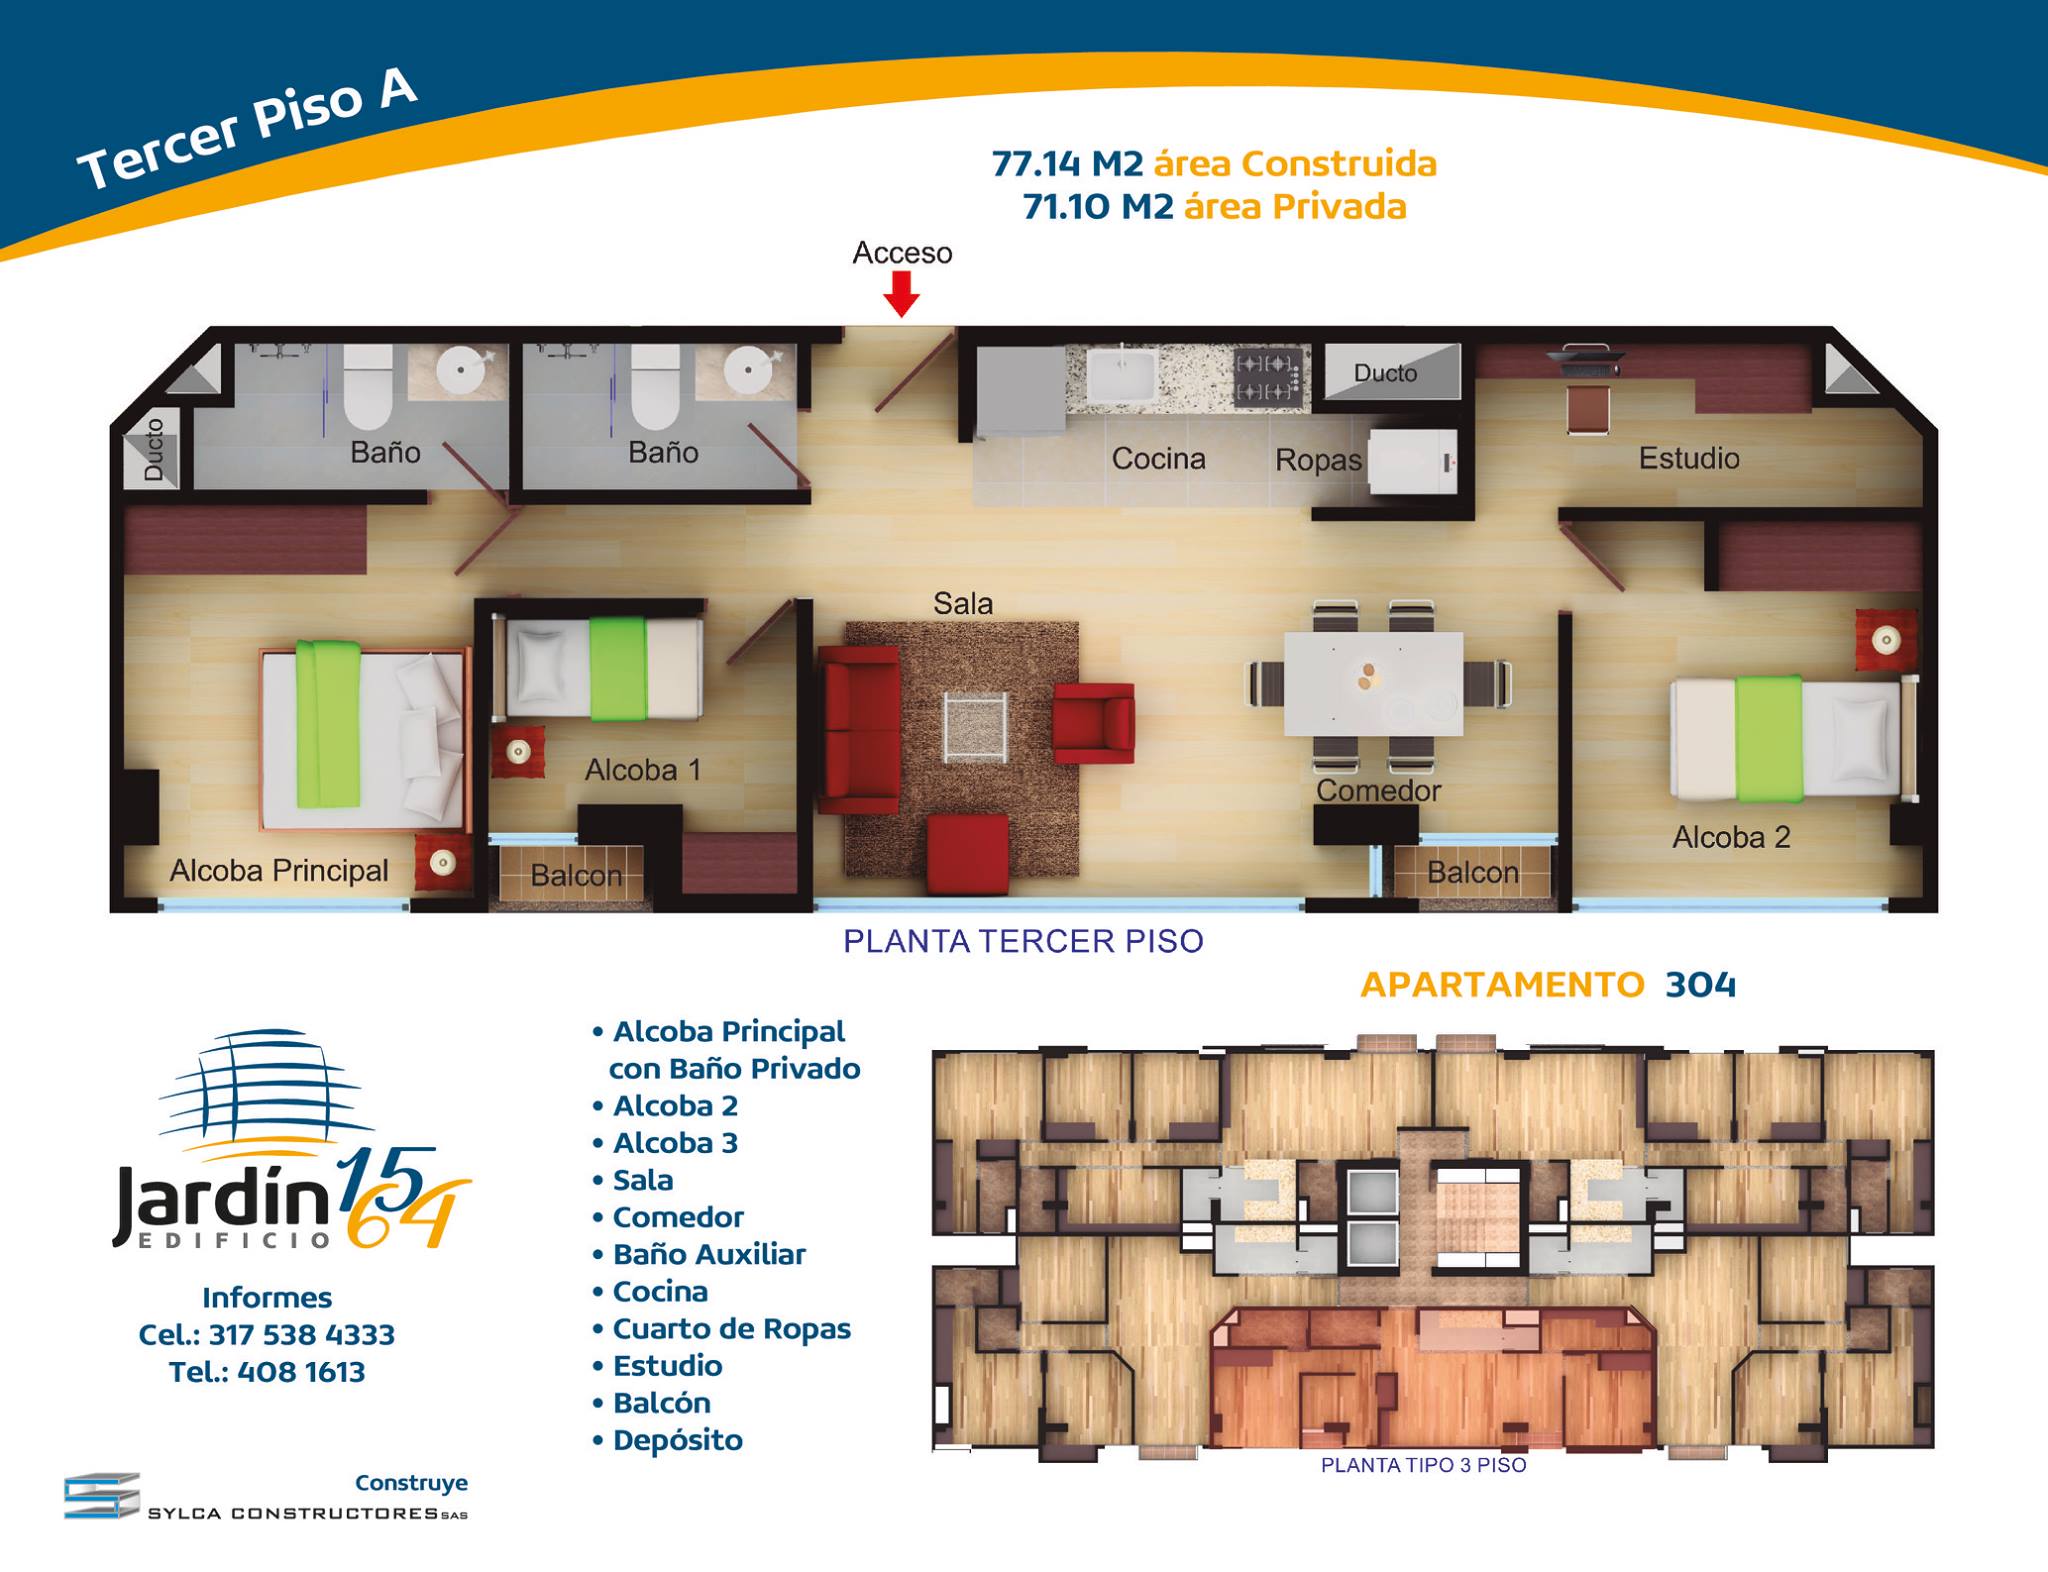 Tercer Piso A
77.14 M2 área Construida
71.10 M2 área Privada
Acceso
Ducto
Baño
Baño
Cocina
Ropas
Ducto
Estudio
Sala
Alcoba 1
Comedor
Alcoba 2
Alcoba Principal
Balcon
Balcon
PLANTA TERCER PISO
APARTAMENTO 304
Jardín 15 64
EDIFICIO
Informes
Cel.: 317 538 4333
Tel.: 408 1613
Construye
SYLCA CONSTRUCTORES SAS
• Alcoba Principal
con Baño Privado
• Alcoba 2
• Alcoba 3
• Sala
• Comedor
• Baño Auxiliar
• Cocina
• Cuarto de Ropas
• Estudio
• Balcón
• Depósito
PLANTA TIPO 3 PISO